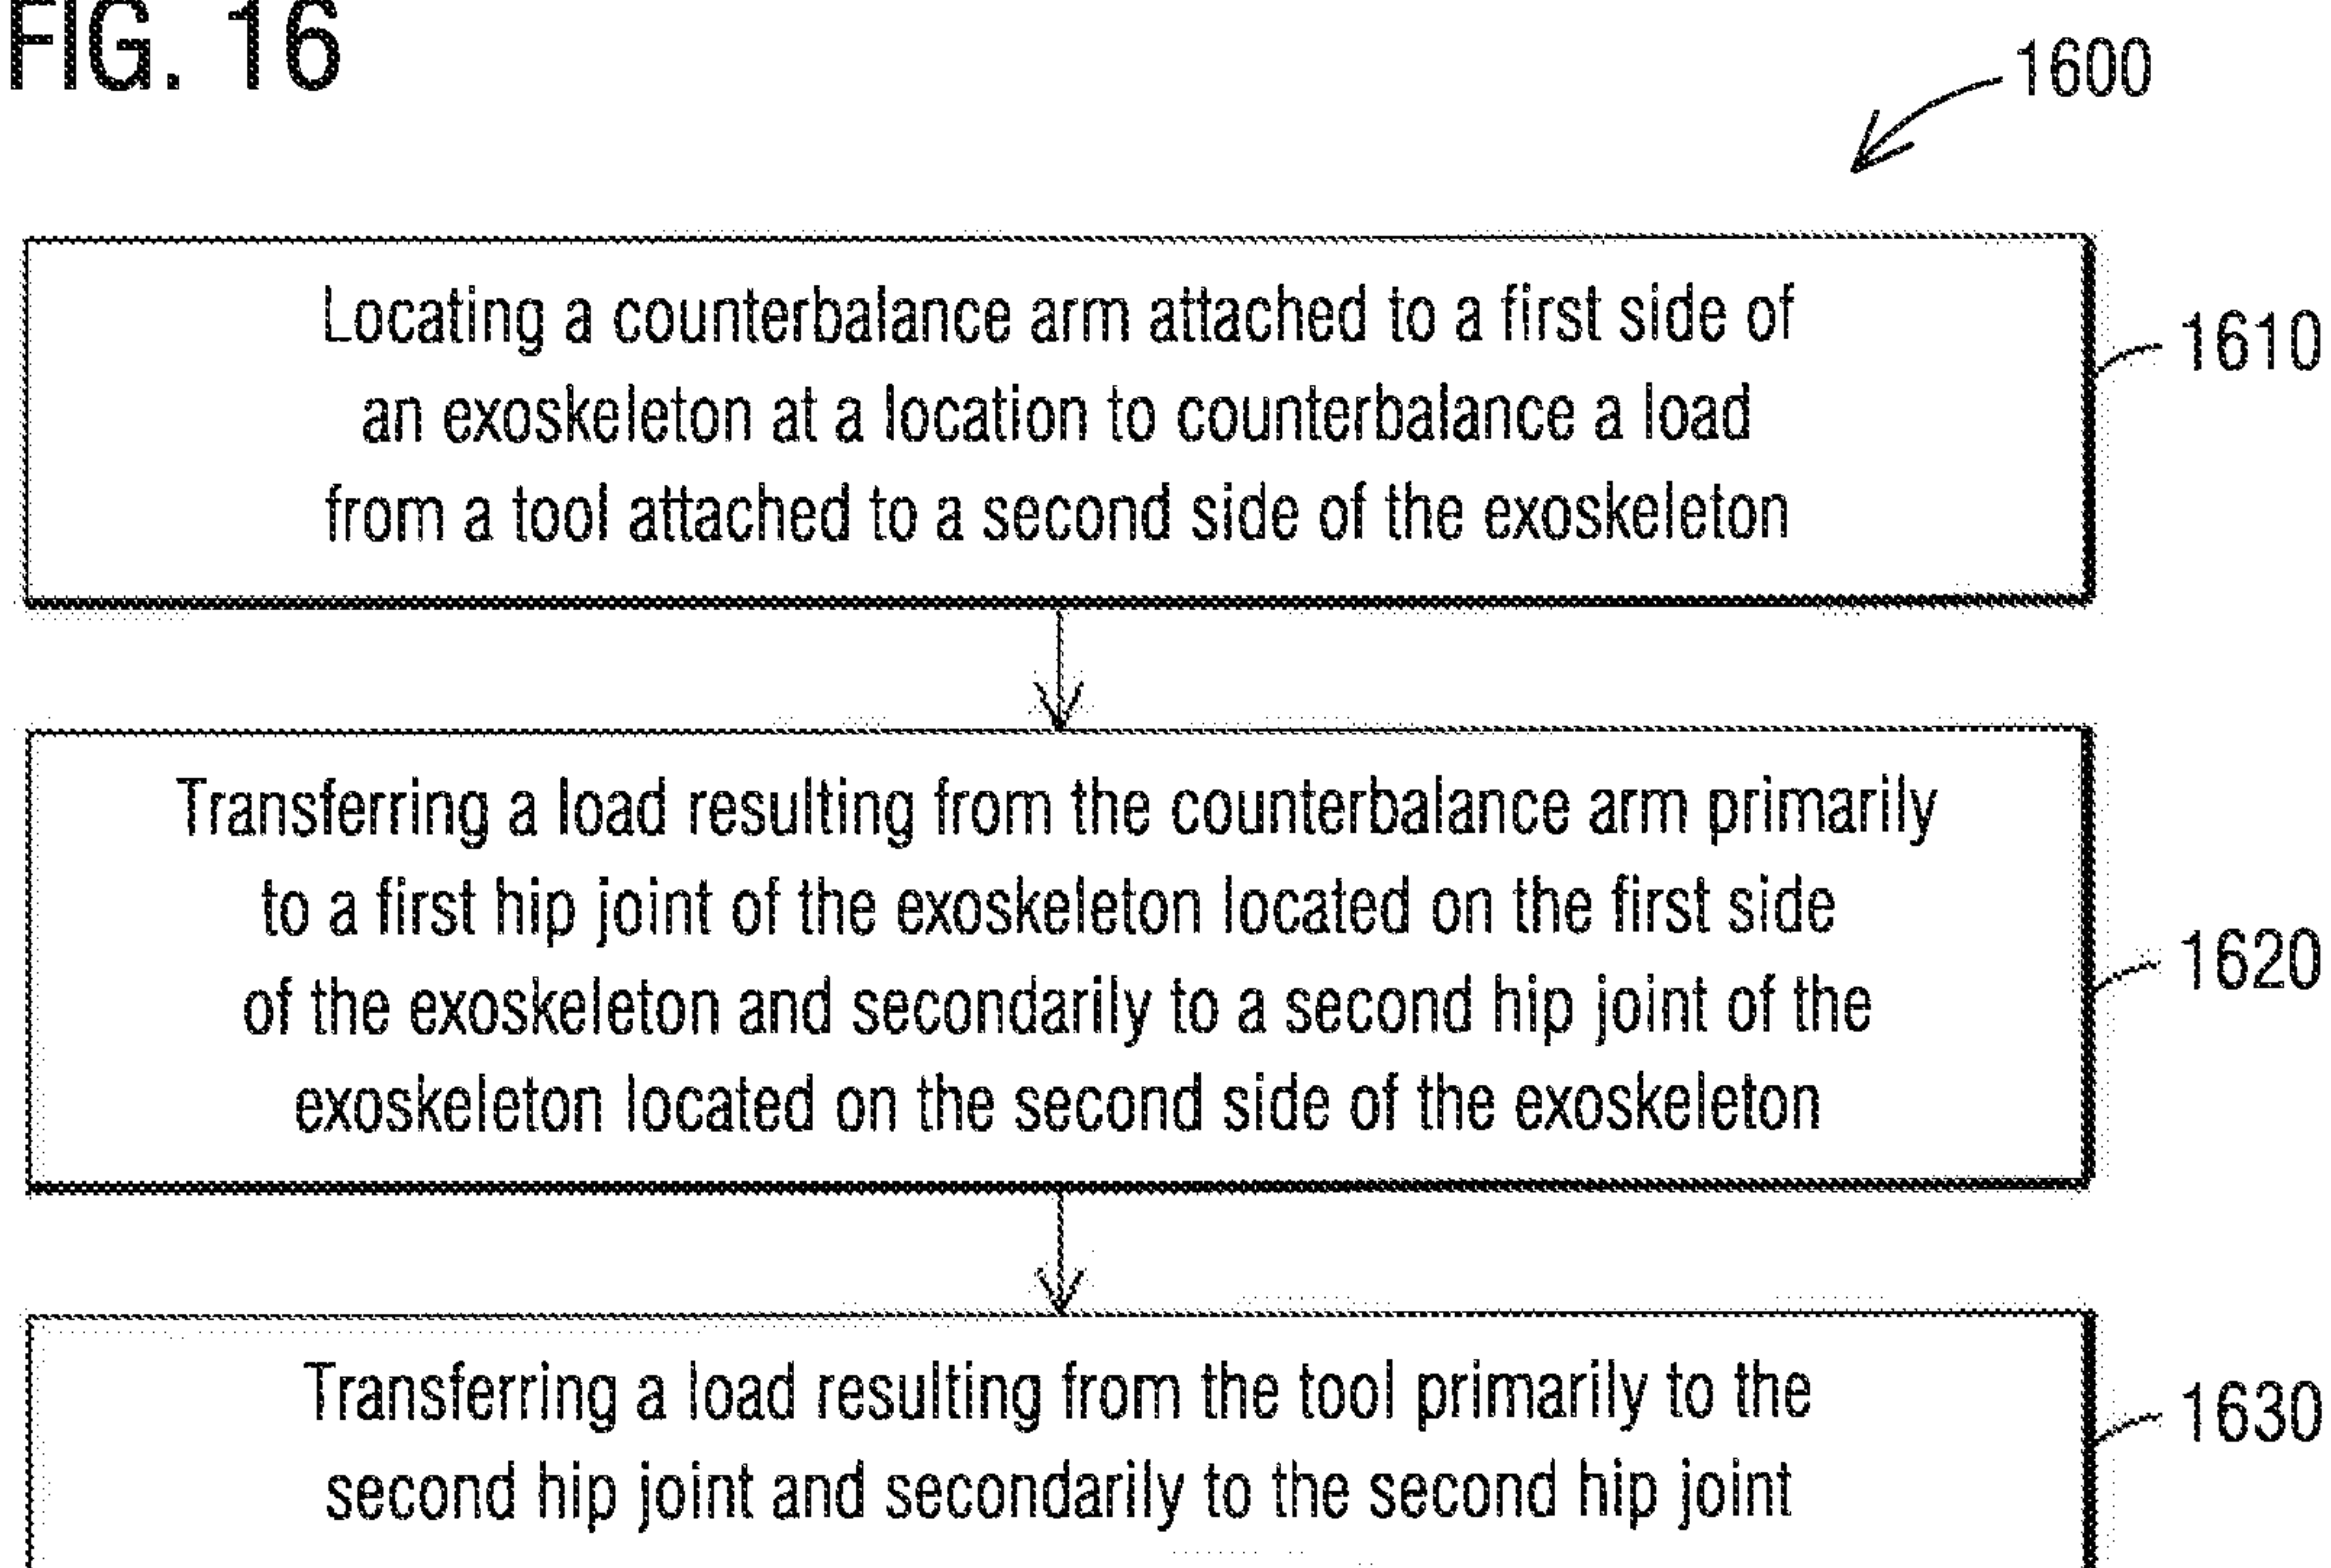 FIG. 16
1600
Locating a counterbalance arm attached to a first side of
an exoskeleton at a location to counterbalance a load
from a tool attached to a second side of the exoskeleton
1610
Transferring a load resulting from the counterbalance arm primarily
to a first hip joint of the exoskeleton located on the first side
of the exoskeleton and secondarily to a second hip joint of the
exoskeleton located on the second side of the exoskeleton
1620
Transferring a load resulting from the tool primarily to the
second hip joint and secondarily to the second hip joint
1630